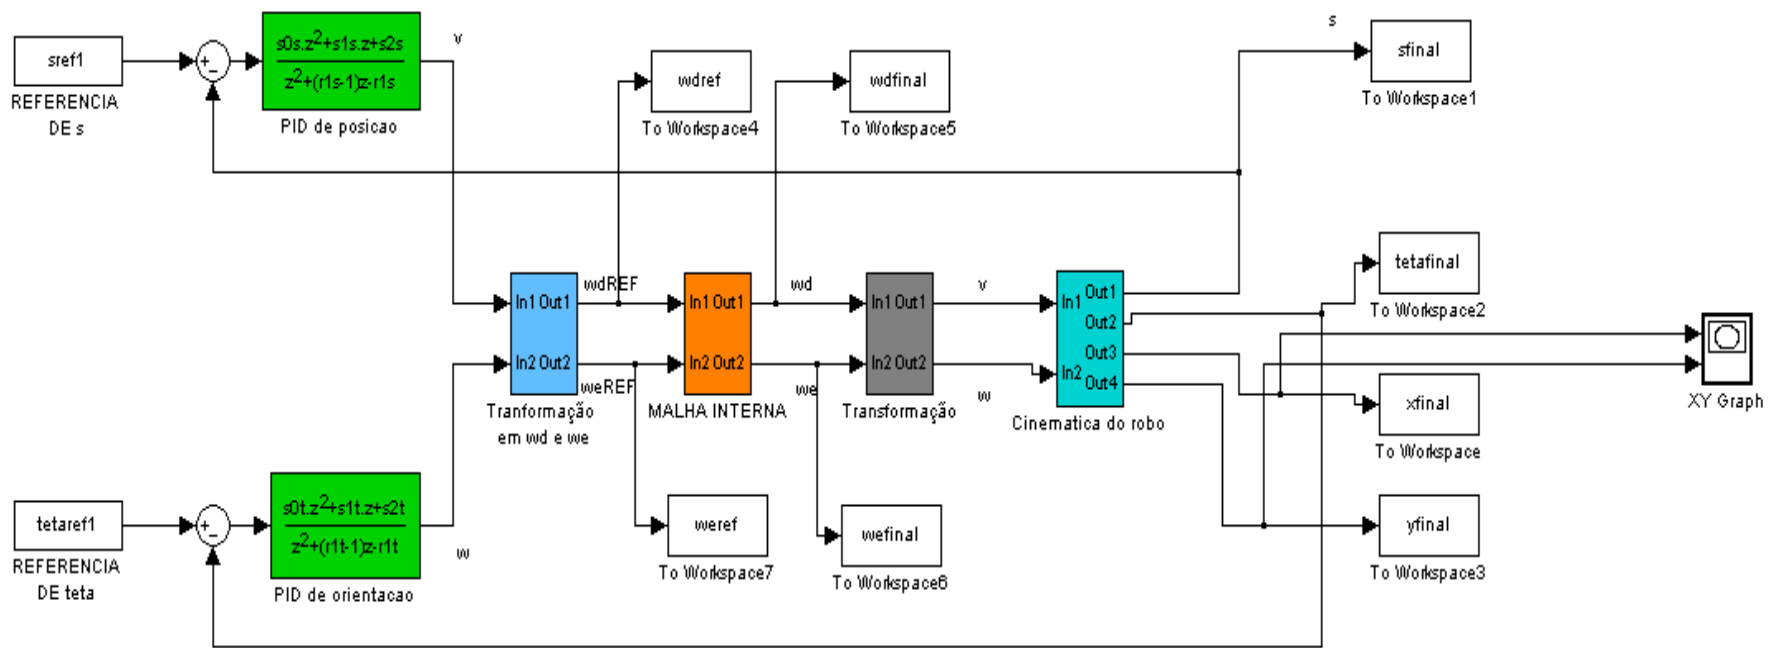 sref1
REFERENCIA
DE s
+
−
s0s.z2+s1s.z+s2s
z2+(r1s-1)z-r1s
PID de posicao
v
wdref
To Workspace4
wdfinal
To Workspace5
s
sfinal
To Workspace1
In1 Out1
In2 Out2
Tranformação
em wd e we
wdREF
weREF
In1 Out1
In2 Out2
MALHA INTERNA
wd
we
In1 Out1
In2 Out2
Transformação
v
w
In1
In2
Out1
Out2
Out3
Out4
Cinematica do robo
tetafinal
To Workspace2
xfinal
To Workspace
XY Graph
tetaref1
REFERENCIA
DE teta
+
−
s0t.z2+s1t.z+s2t
z2+(r1t-1)z-r1t
PID de orientacao
w
weref
To Workspace7
wefinal
To Workspace6
yfinal
To Workspace3